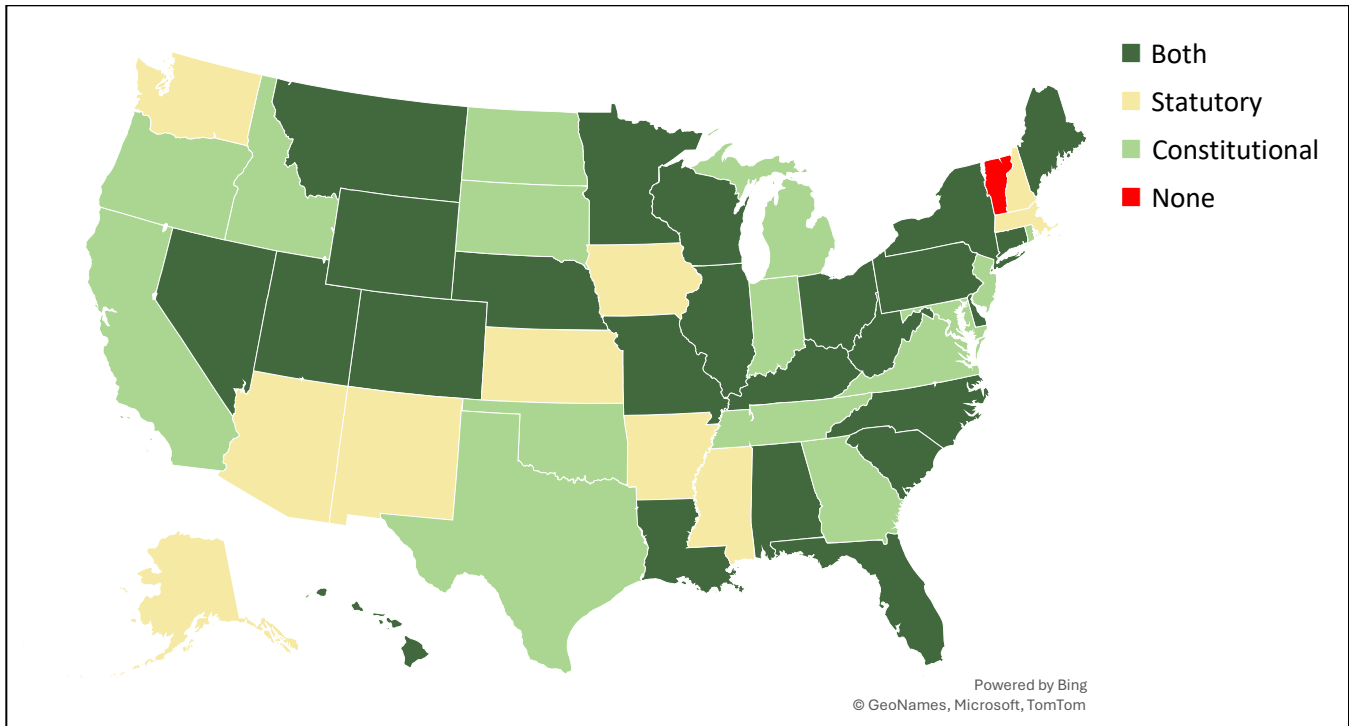 Both
Statutory
Constitutional
None
Powered by Bing
© GeoNames, Microsoft, TomTom